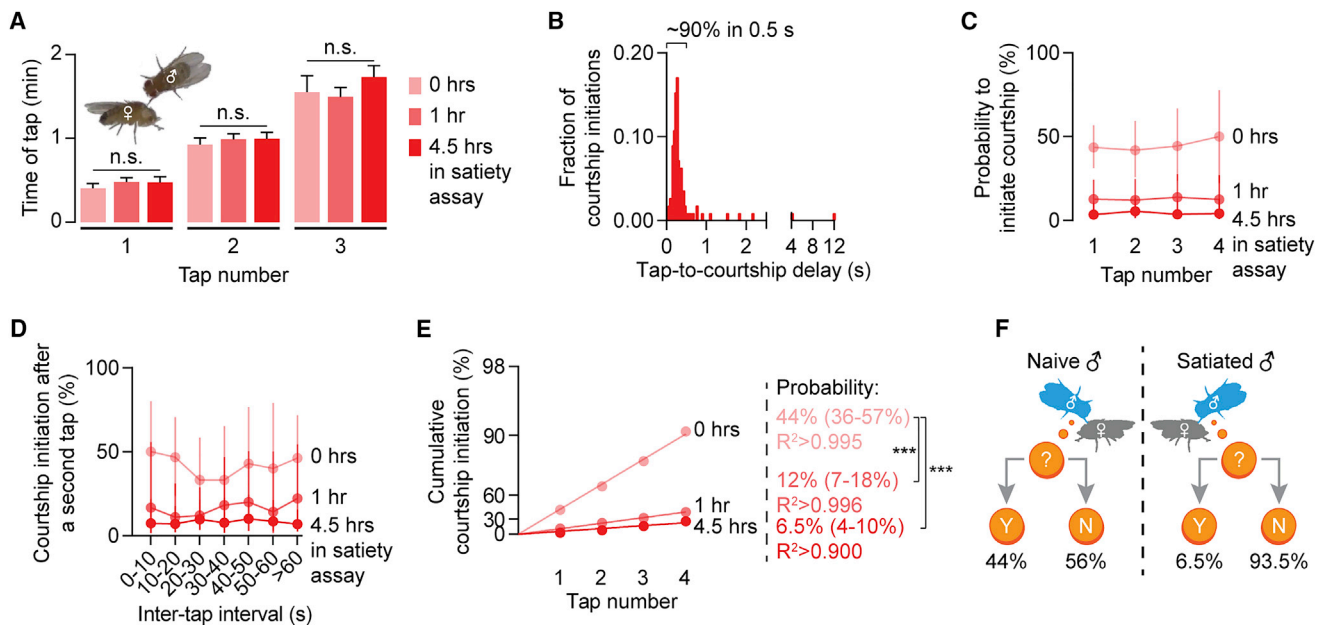 A
Time of tap (min)
2
1
0
♂
♀
n.s.
n.s.
n.s.
0 hrs
1 hr
4.5 hrs
in satiety
assay
1
2
3
Tap number
B
~90% in 0.5 s
Fraction of
courtship initiations
0.20
0.10
0.00
0
1
2
4
8
12
Tap-to-courtship delay (s)
C
Probability to
initiate courtship (%)
100
50
0
0 hrs
1 hr
4.5 hrs
in satiety
assay
1
2
3
4
Tap number
D
Courtship initiation after
a second tap (%)
100
50
0
0 hrs
1 hr
4.5 hrs
in satiety
assay
0-10
10-20
20-30
30-40
40-50
50-60
>60
Inter-tap interval (s)
E
Cumulative
courtship initiation (%)
98
90
60
30
0
0 hrs
1 hr
4.5 hrs
1
2
3
4
Tap number
Probability:
44% (36-57%)
R²>0.995
12% (7-18%)
R²>0.996
6.5% (4-10%)
R²>0.900
***
***
F
Naive ♂
Satiated ♂
♂
♀
♂
♀
?
?
Y
N
Y
N
44%
56%
6.5%
93.5%